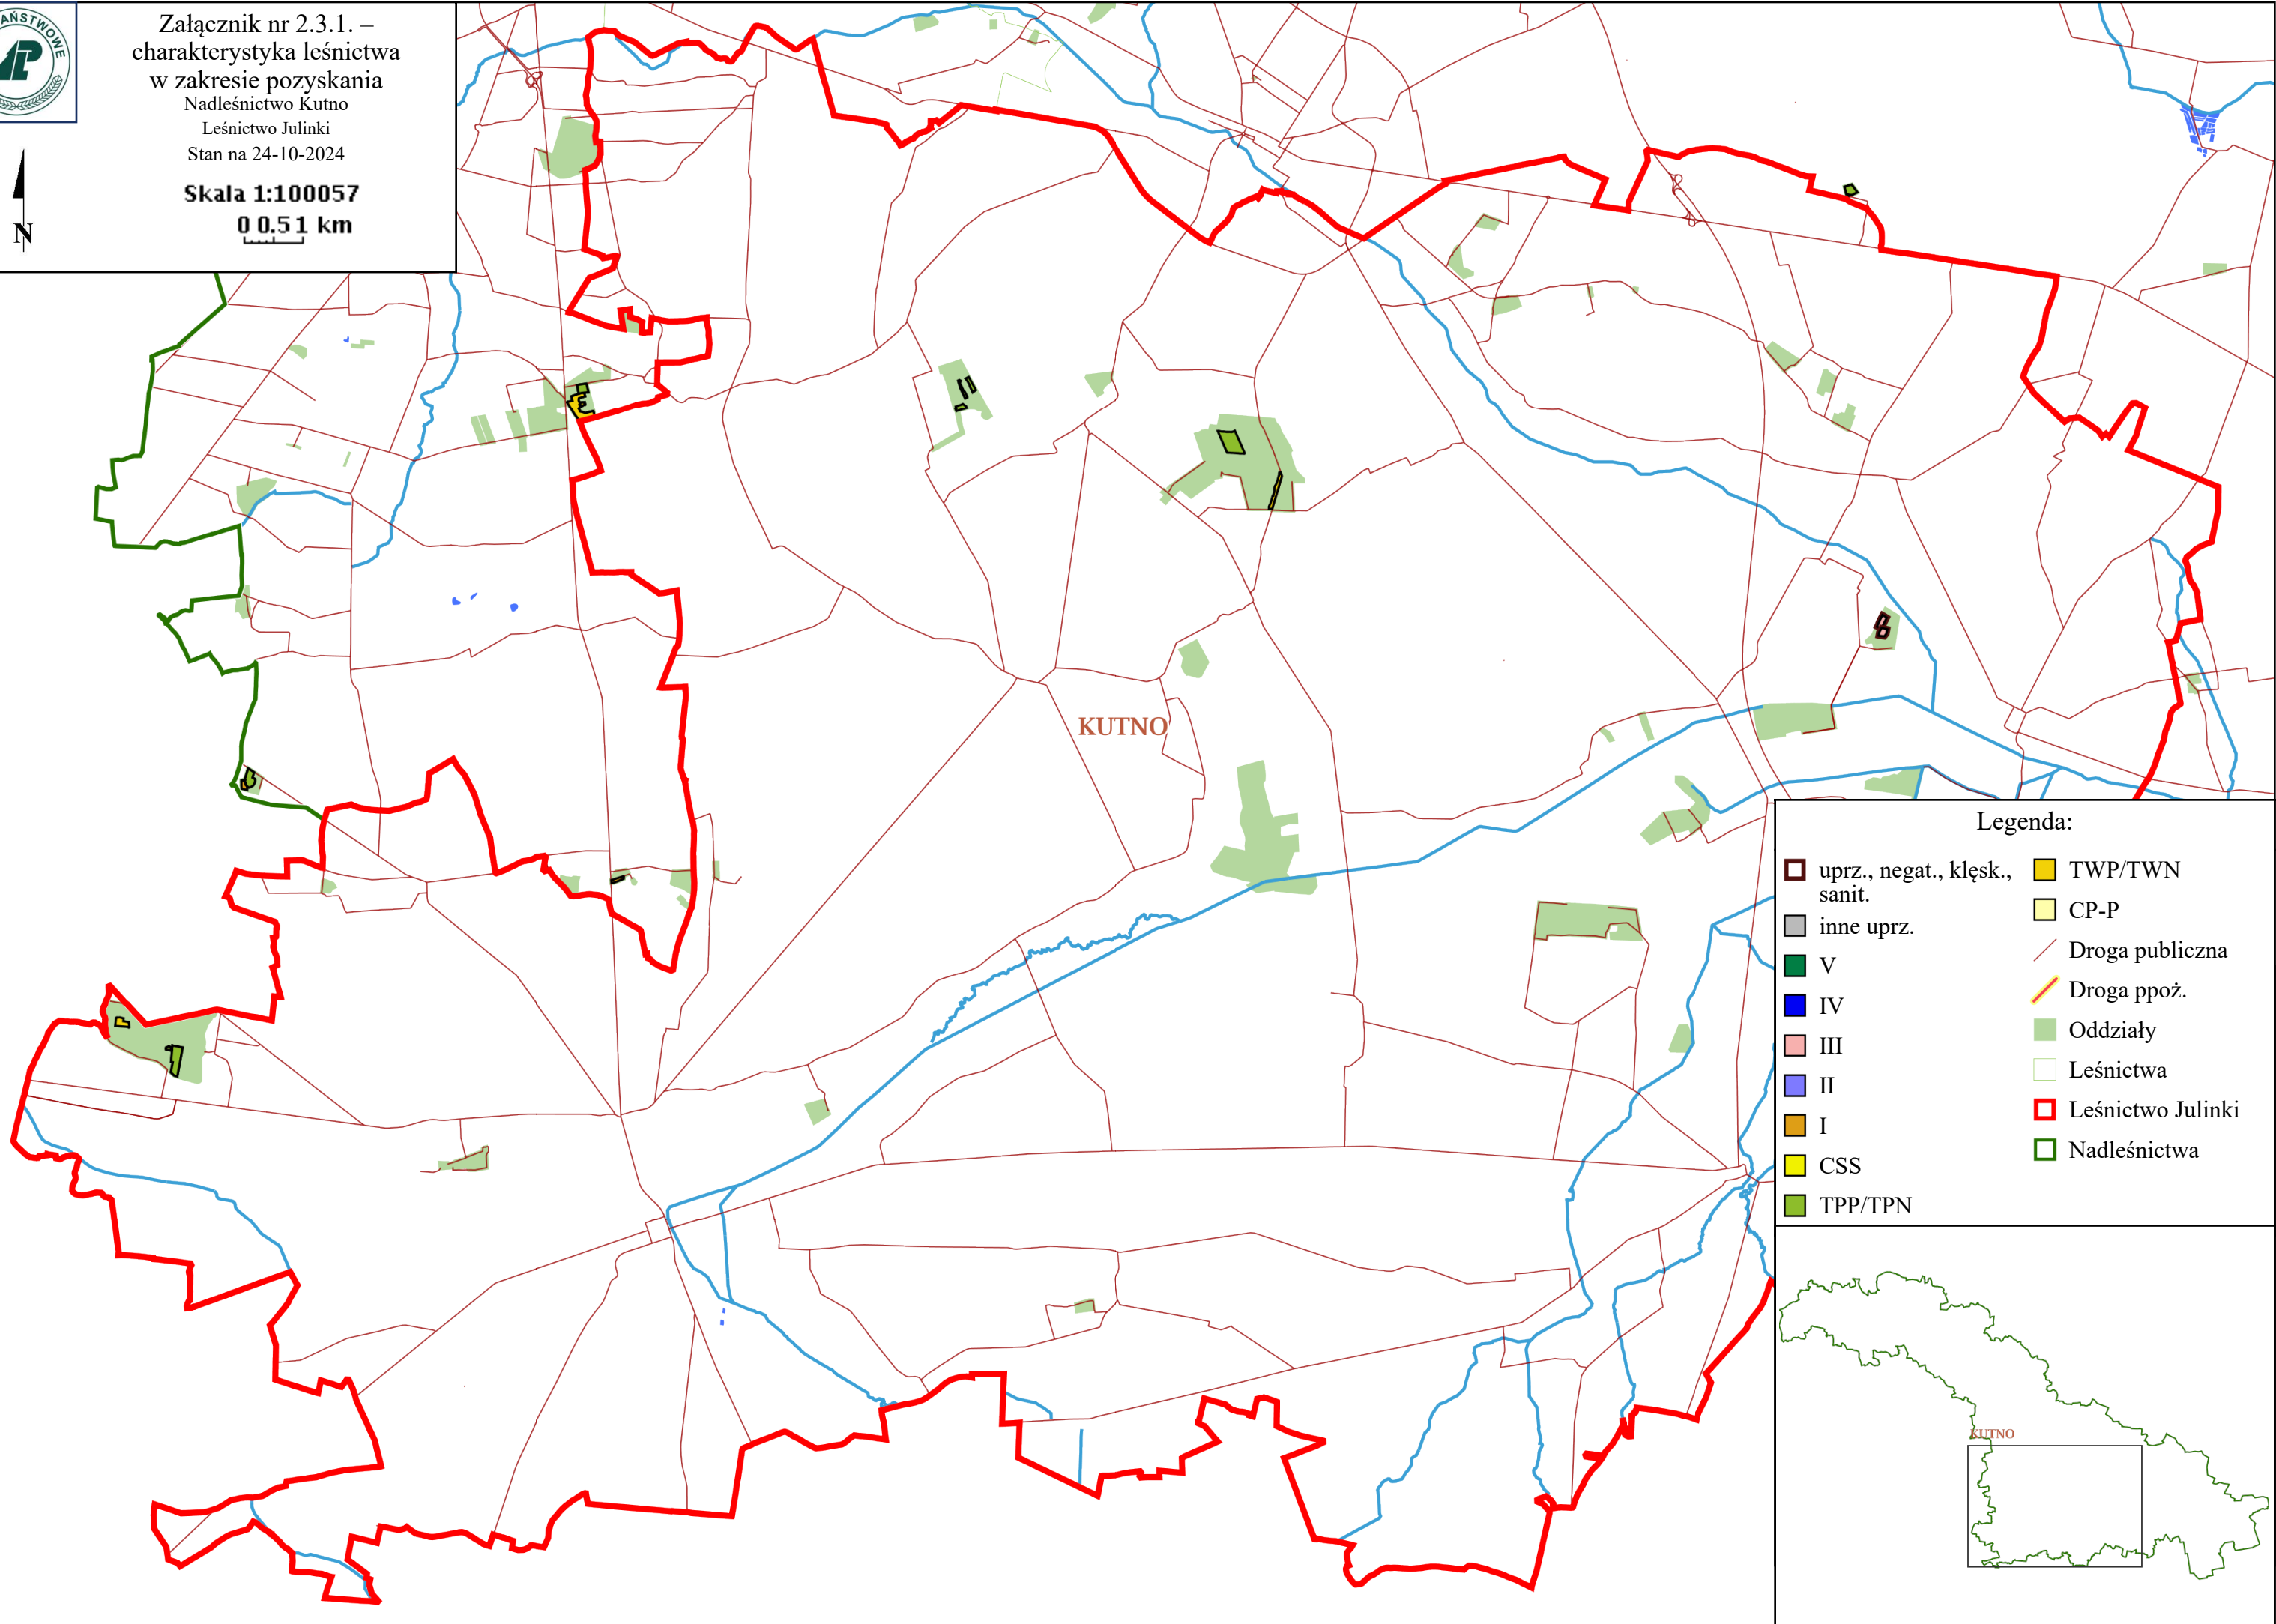 Załącznik nr 2.3.1. –
charakterystyka leśnictwa
w zakresie pozyskania
Nadleśnictwo Kutno
Leśnictwo Julinki
Stan na 24-10-2024
Skala 1:100057
0 0.5 1 km
N
KUTNO
Legenda:
uprz., negat., klęsk.,
sanit.
inne uprz.
V
IV
III
II
I
CSS
TPP/TPN
TWP/TWN
CP-P
Droga publiczna
Droga ppoż.
Oddziały
Leśnictwa
Leśnictwo Julinki
Nadleśnictwa
KUTNO